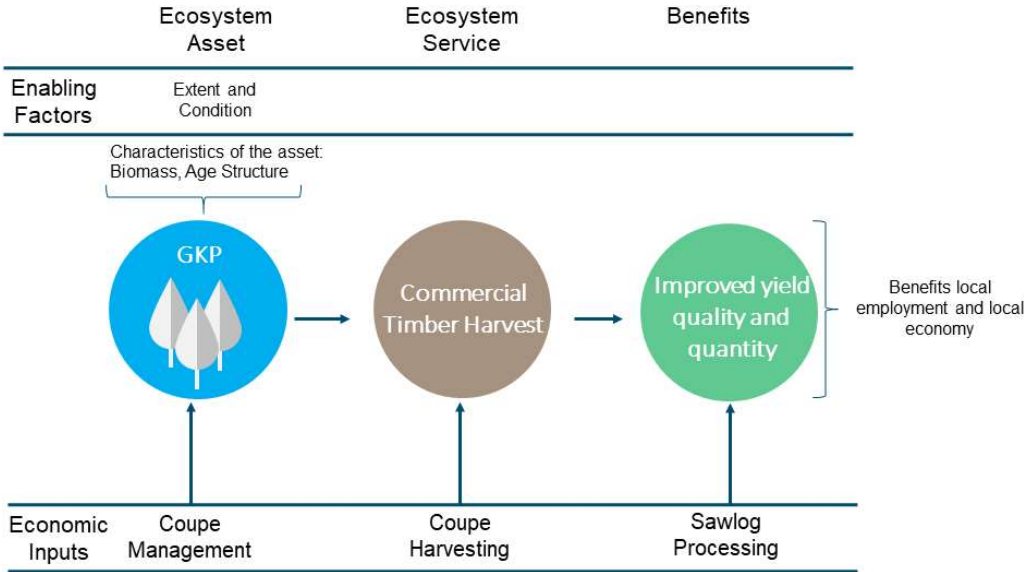 Ecosystem
Asset
Ecosystem
Service
Benefits
Enabling
Factors
Extent and
Condition
Characteristics of the asset:
Biomass, Age Structure
GKP
Commercial
Timber Harvest
Improved yield
quality and
quantity
Benefits local
employment and local
economy
Economic
Inputs
Coupe
Management
Coupe
Harvesting
Sawlog
Processing